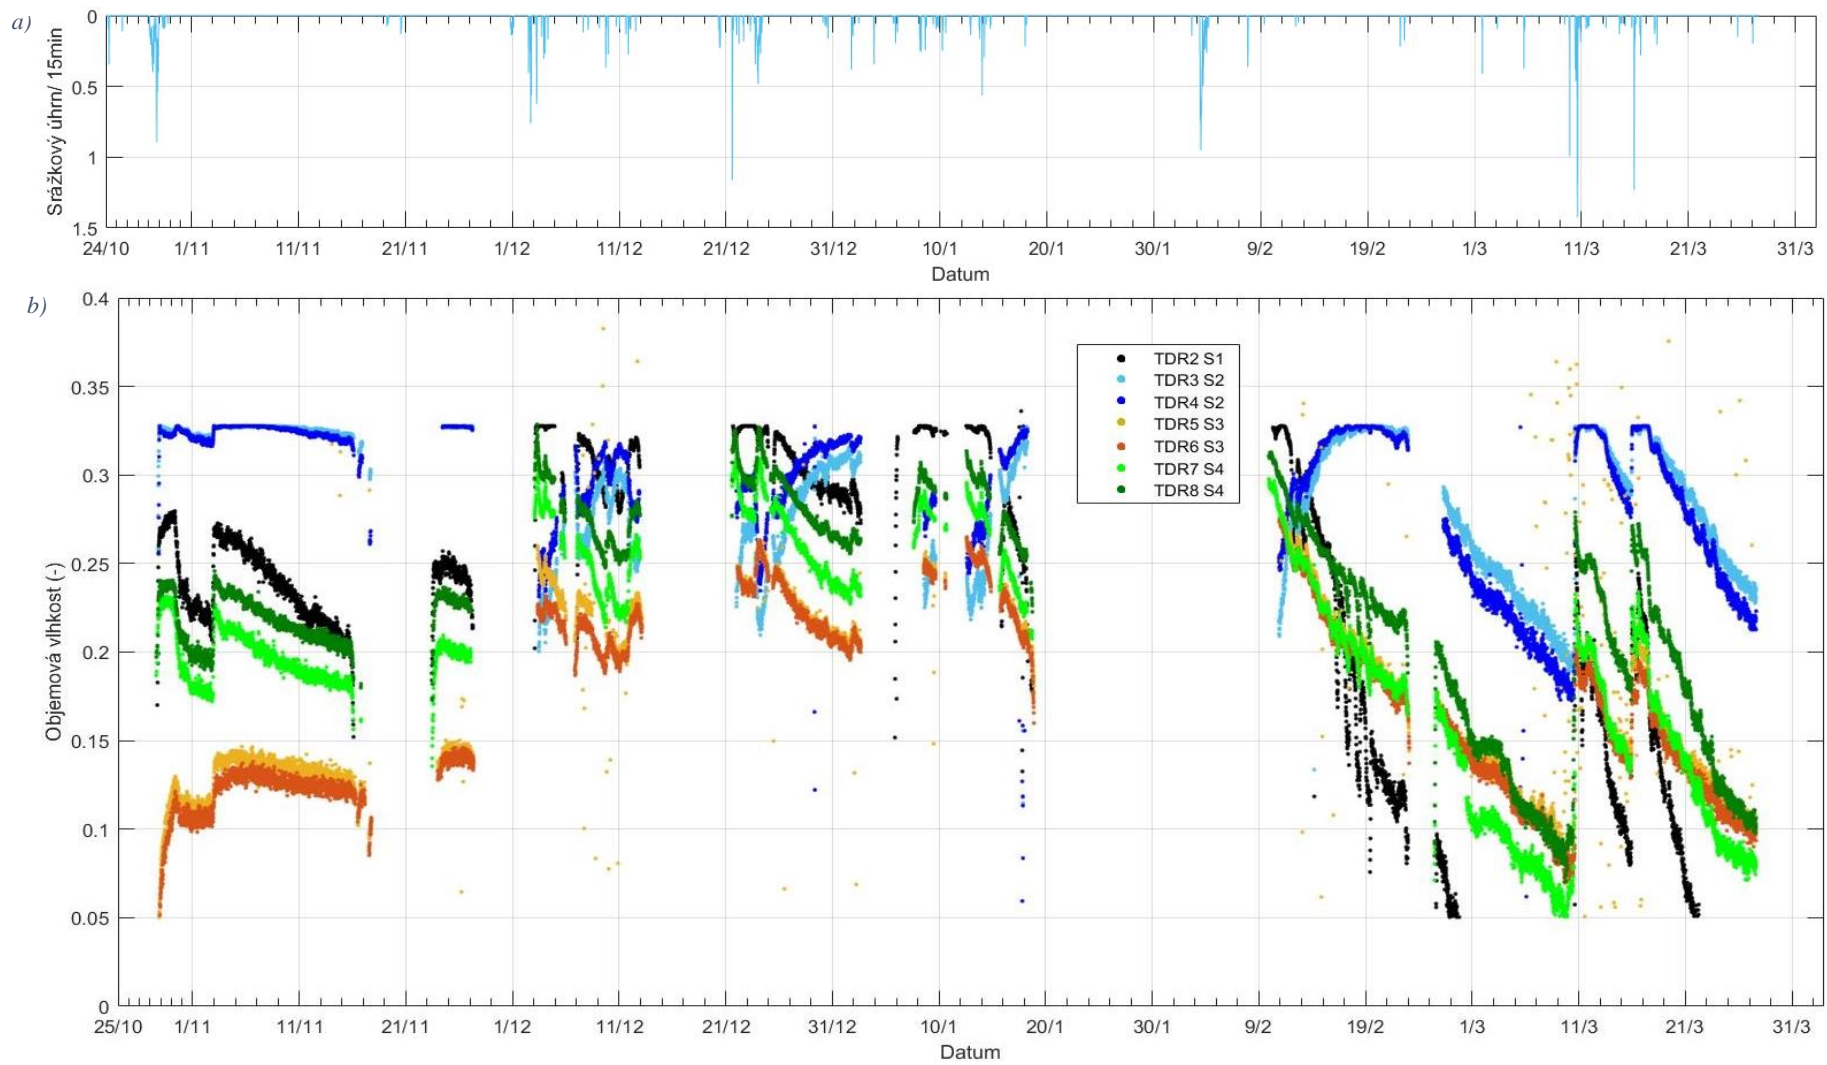 a)
Srážkový úhrn/ 15min
0
0.5
1
1.5
24/10 1/11 11/11 21/11 1/12 11/12 21/12 31/12 10/1 20/1 30/1 9/2 19/2 1/3 11/3 21/3 31/3
Datum
b)
Objemová vlhkost (-)
0.4
0.35
0.3
0.25
0.2
0.15
0.1
0.05
0
TDR2 S1
TDR3 S2
TDR4 S2
TDR5 S3
TDR6 S3
TDR7 S4
TDR8 S4
25/10 1/11 11/11 21/11 1/12 11/12 21/12 31/12 10/1 20/1 30/1 9/2 19/2 1/3 11/3 21/3 31/3
Datum